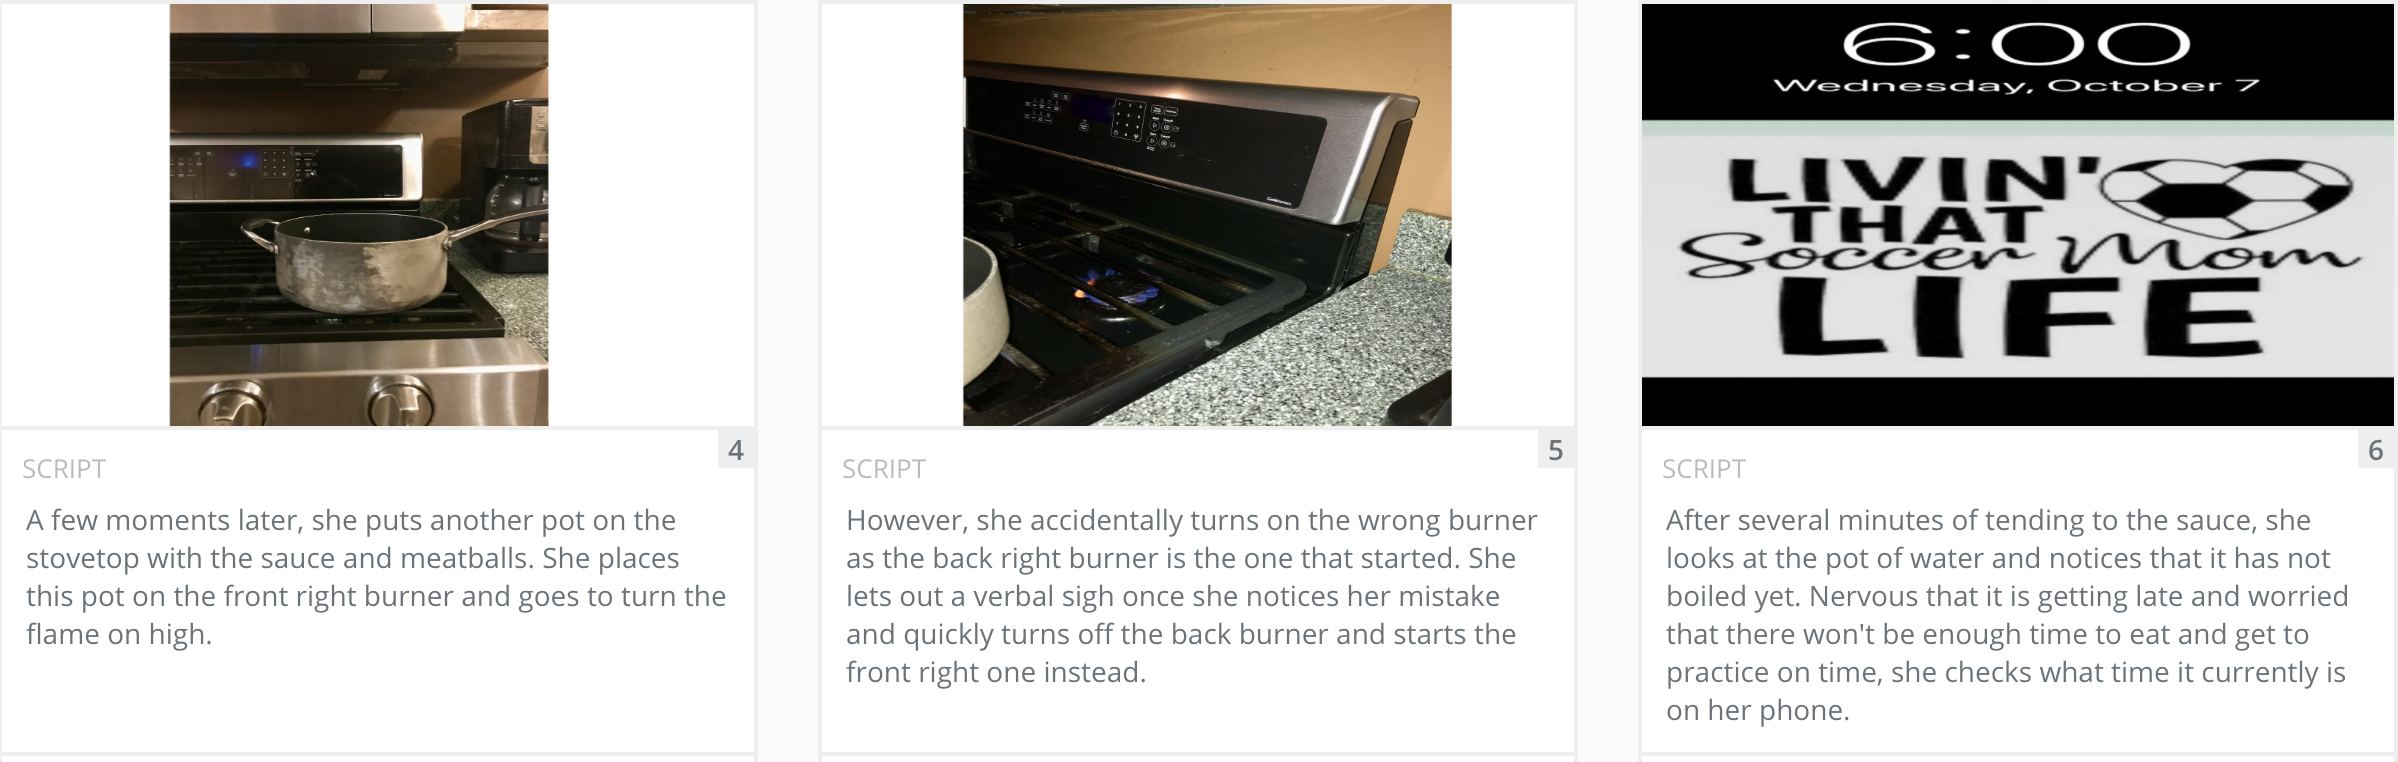 6:00
Wednesday, October 7
LIVIN'
THAT
Soccer Mom
LIFE
4
SCRIPT
A few moments later, she puts another pot on the
stovetop with the sauce and meatballs. She places
this pot on the front right burner and goes to turn the
flame on high.
5
SCRIPT
However, she accidentally turns on the wrong burner
as the back right burner is the one that started. She
lets out a verbal sigh once she notices her mistake
and quickly turns off the back burner and starts the
front right one instead.
6
SCRIPT
After several minutes of tending to the sauce, she
looks at the pot of water and notices that it has not
boiled yet. Nervous that it is getting late and worried
that there won't be enough time to eat and get to
practice on time, she checks what time it currently is
on her phone.